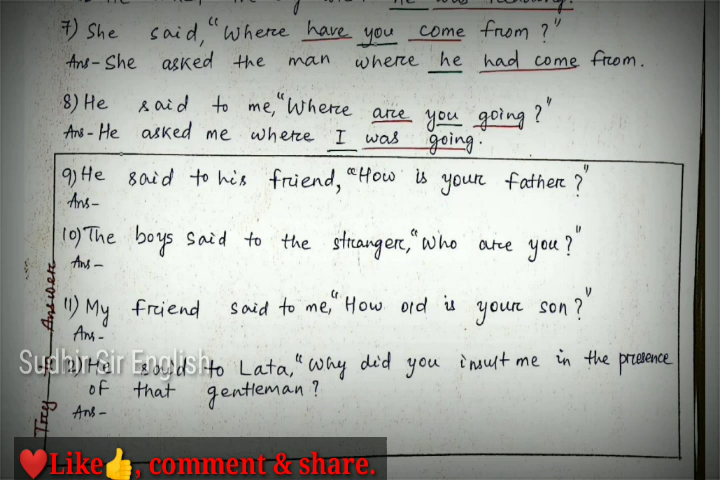 he was reading.
7) She said, "Where have you come from?"
Ans- She asked the man where he had come from.
8) He said to me, "Where are you going?"
Ans- He asked me where I was going.
9) He said to his friend, "How is your father?"
Ans-
10) The boys said to the stranger, "Who are you?"
Ans-
11) My friend said to me, "How old is your son?"
Ans-
12) He said to Lata, "Why did you insult me in the presence
of that gentleman?
Ans-
Try Answer
Sudhir Sir English
❤️Like👍, comment & share.